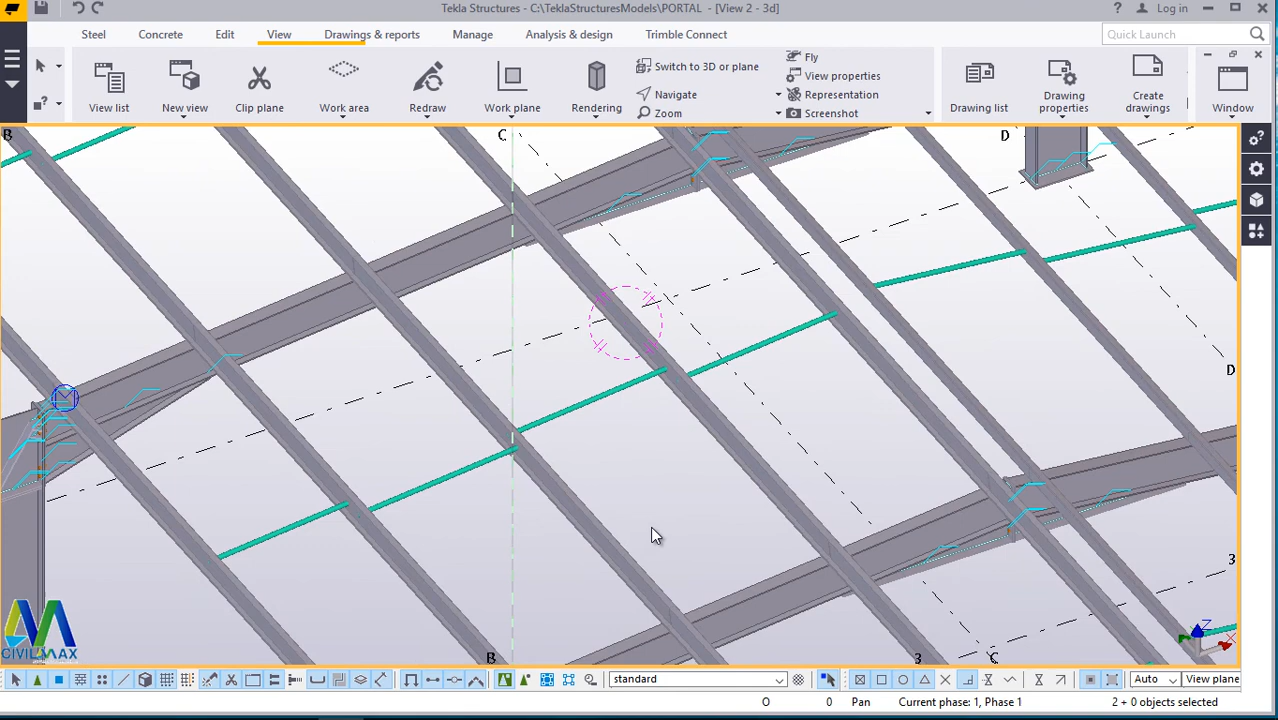 Tekla Structures - C:\TeklaStructuresModels\PORTAL - [View 2 - 3d]
? Log in
Steel Concrete Edit View Drawings & reports Manage Analysis & design Trimble Connect Quick Launch
View list New view Clip plane Work area Redraw Work plane Rendering
Switch to 3D or plane
Navigate
Zoom
Fly
View properties
Representation
Screenshot
Drawing list Drawing properties Create drawings Window
B C D
D
3
B 3 C
Z
X
CIVILMAX
standard Auto View plane
O 0 Pan Current phase: 1, Phase 1 2 + 0 objects selected